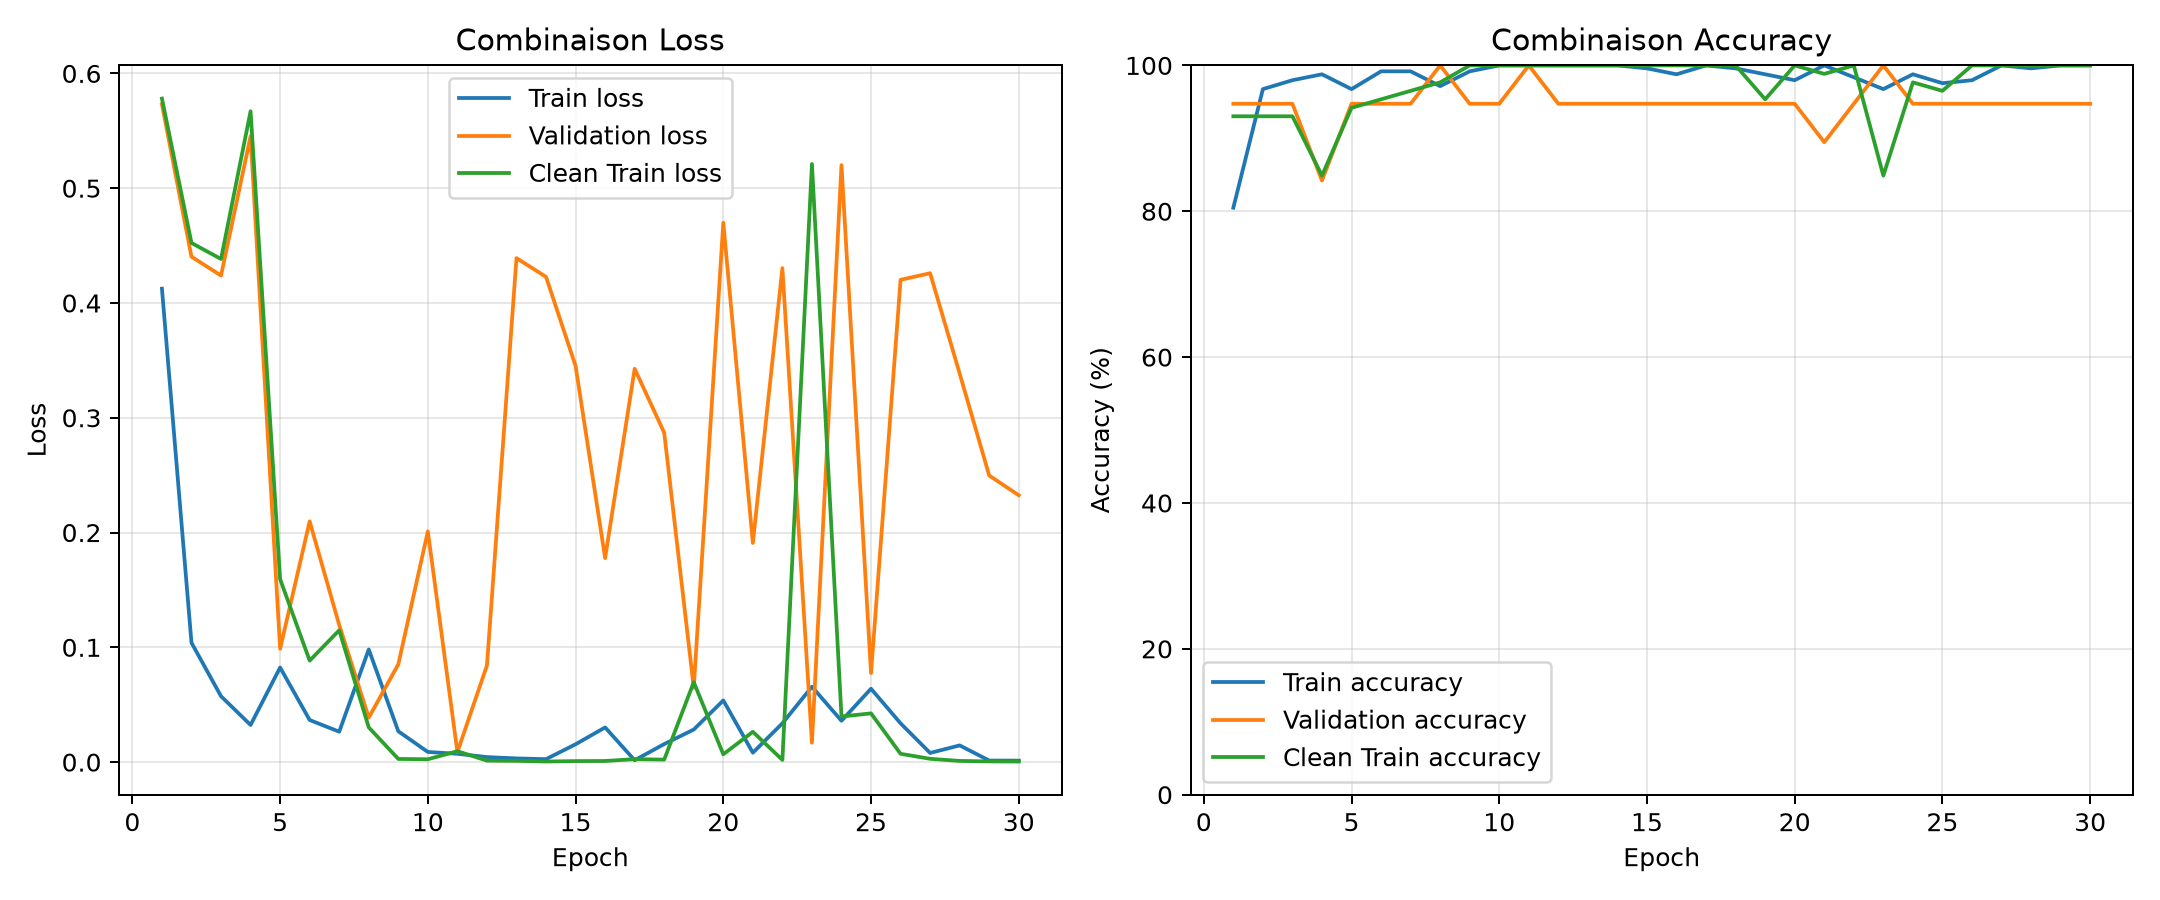 Combinaison Loss
0.6
0.5
0.4
0.3
0.2
0.1
0.0
Loss
Train loss
Validation loss
Clean Train loss
0 5 10 15 20 25 30
Epoch
Combinaison Accuracy
100
80
60
40
20
0
Accuracy (%)
Train accuracy
Validation accuracy
Clean Train accuracy
0 5 10 15 20 25 30
Epoch